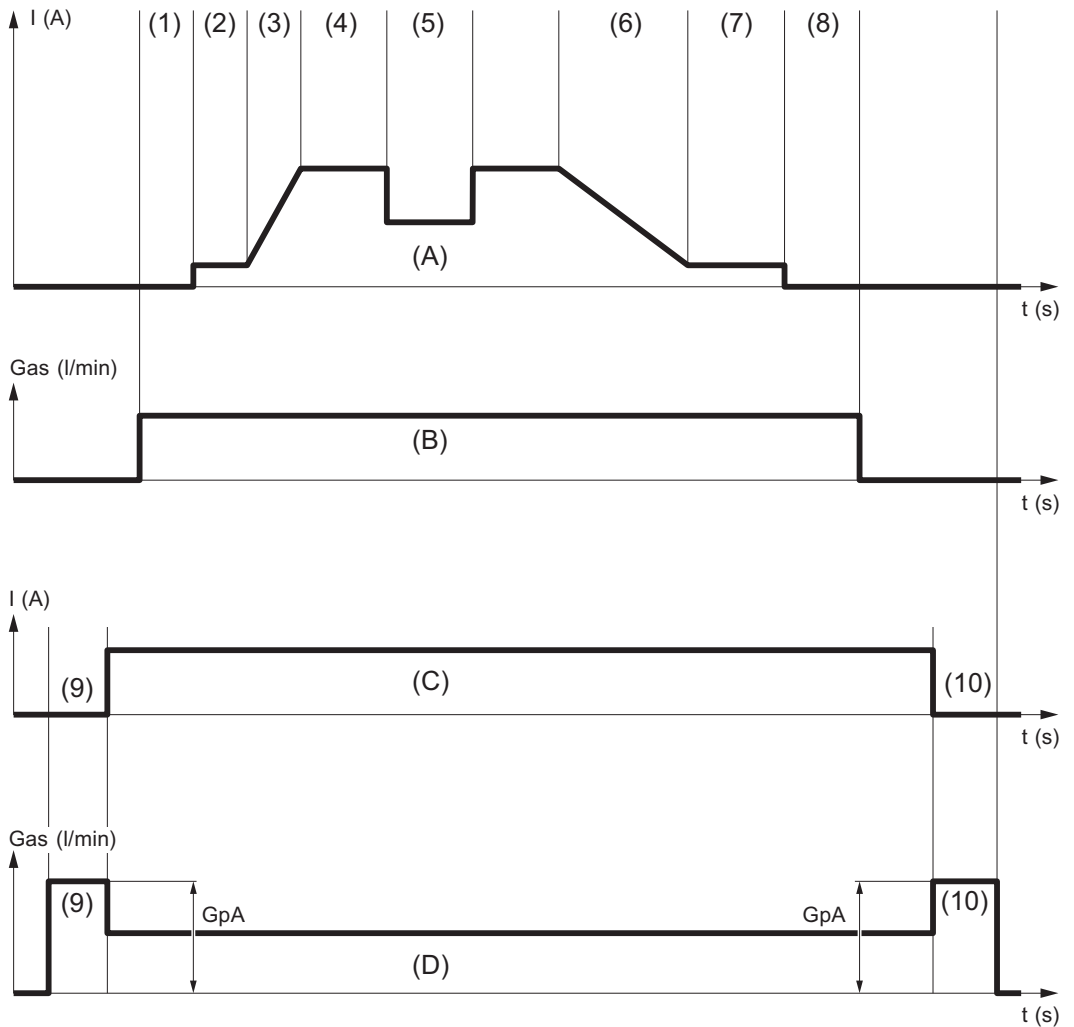 I (A)
(1) (2) (3) (4) (5) (6) (7) (8)
(A)
t (s)
Gas (l/min)
(B)
t (s)
I (A)
(9) (C) (10)
t (s)
Gas (l/min)
(9) (10)
GpA GpA
(D)
t (s)